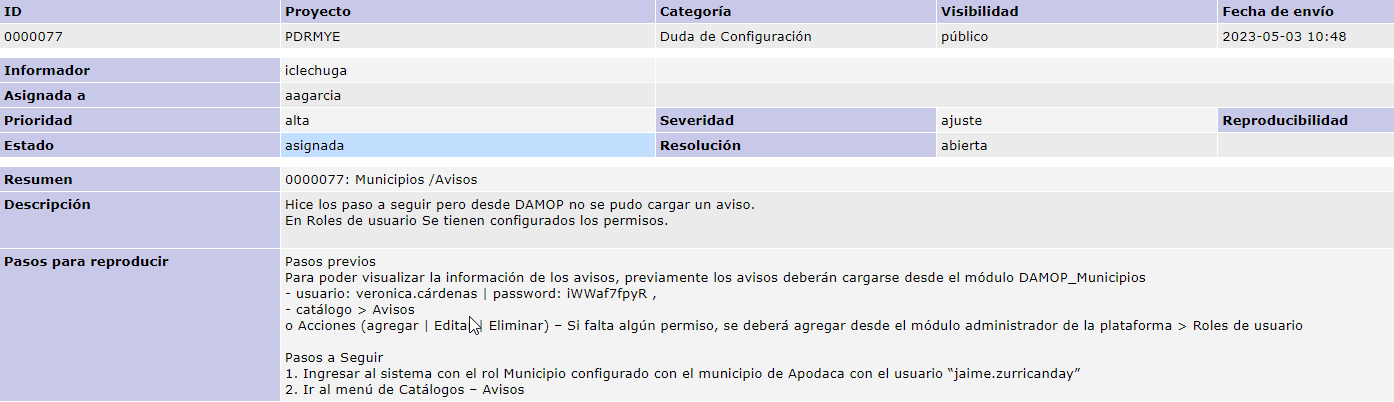 ID Proyecto Categoría Visibilidad Fecha de envío
0000077 PDRMYE Duda de Configuración público 2023-05-03 10:48
Informador iclechuga
Asignada a aagarcia
Prioridad alta Severidad ajuste Reproducibilidad
Estado asignada Resolución abierta
Resumen 0000077: Municipios /Avisos
Descripción Hice los paso a seguir pero desde DAMOP no se pudo cargar un aviso.
En Roles de usuario Se tienen configurados los permisos.
Pasos para reproducir Pasos previos
Para poder visualizar la información de los avisos, previamente los avisos deberán cargarse desde el módulo DAMOP_Municipios
- usuario: veronica.cárdenas | password: iWWaf7fpyR ,
- catálogo > Avisos
o Acciones (agregar | Editar | Eliminar) – Si falta algún permiso, se deberá agregar desde el módulo administrador de la plataforma > Roles de usuario
Pasos a Seguir
1. Ingresar al sistema con el rol Municipio configurado con el municipio de Apodaca con el usuario “jaime.zurricanday”
2. Ir al menú de Catálogos – Avisos